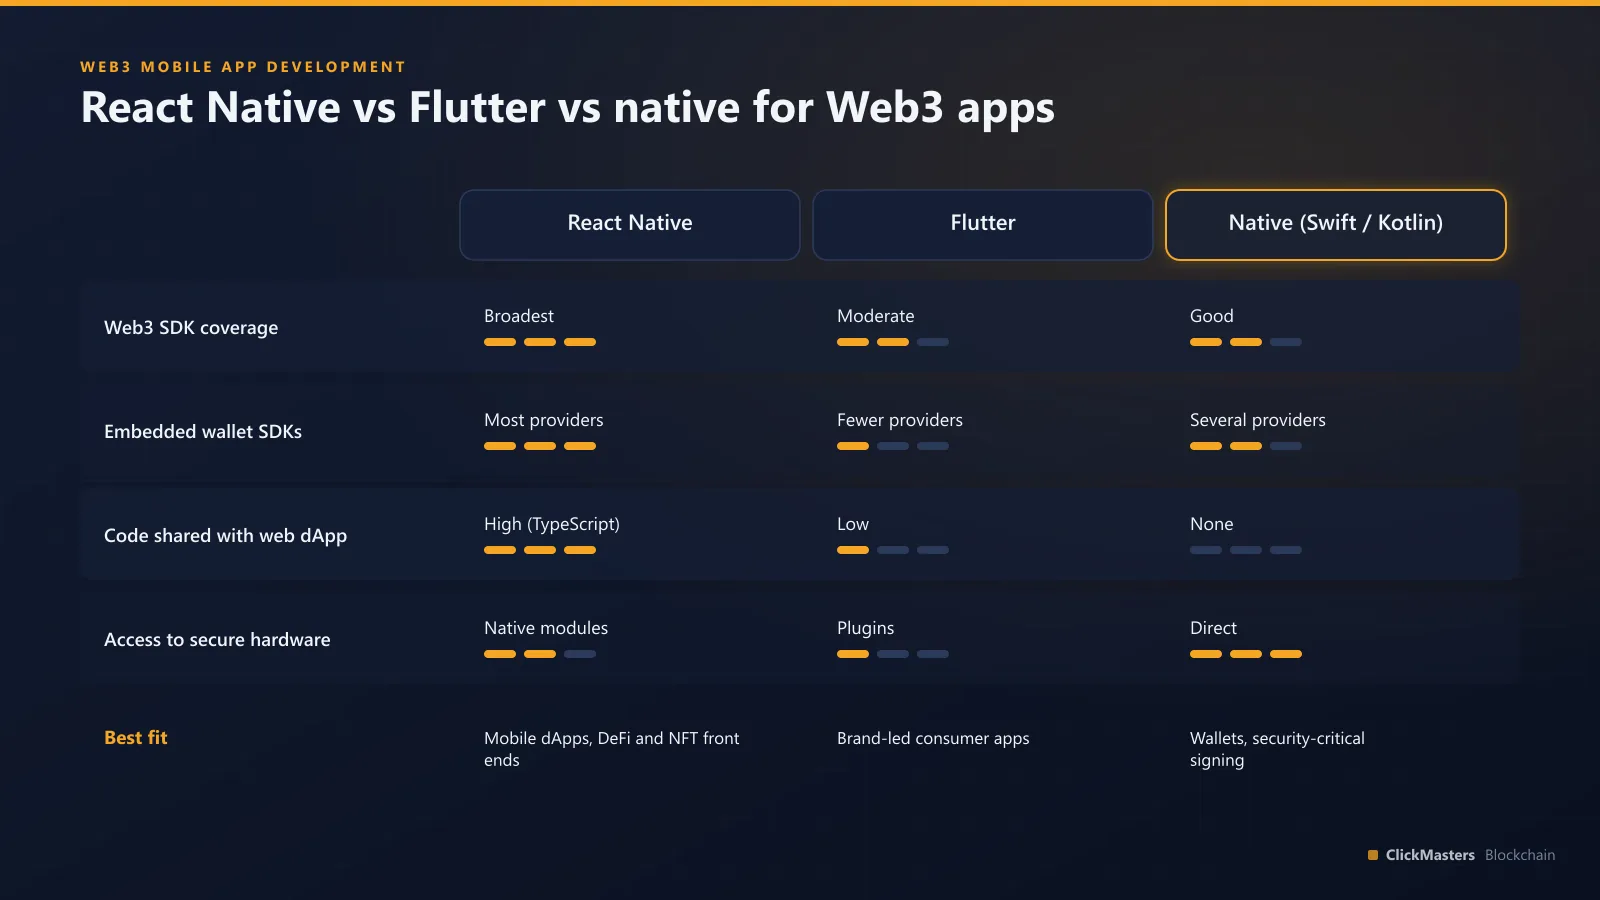 WEB3 MOBILE APP DEVELOPMENT
React Native vs Flutter vs native for Web3 apps
React Native
Flutter
Native (Swift / Kotlin)
Web3 SDK coverage
Broadest
Moderate
Good
Embedded wallet SDKs
Most providers
Fewer providers
Several providers
Code shared with web dApp
High (TypeScript)
Low
None
Access to secure hardware
Native modules
Plugins
Direct
Best fit
Mobile dApps, DeFi and NFT front
ends
Brand-led consumer apps
Wallets, security-critical
signing
ClickMasters Blockchain